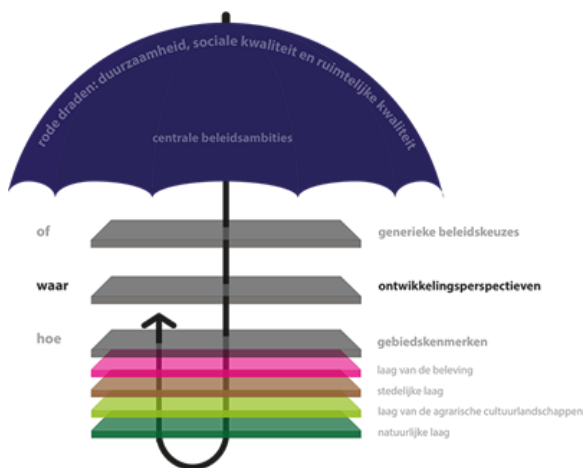 rode draden: duurzaamheid, sociale kwaliteit en ruimtelijke kwaliteit
centrale beleidsambities
of
generieke beleidskeuzes
waar
ontwikkelingsperspectieven
hoe
gebiedskenmerken
laag van de beleving
stedelijke laag
laag van de agrarische cultuurlandschappen
natuurlijke laag